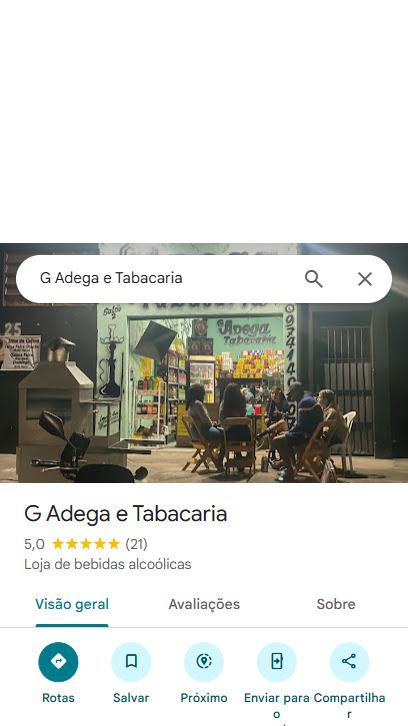 G Adega e Tabacaria
Adega
Tabacaria
25
G Adega e Tabacaria
5,0 (21)
Loja de bebidas alcoólicas
Visão geral Avaliações Sobre
Rotas Salvar Próximo Enviar para o Compartilhar